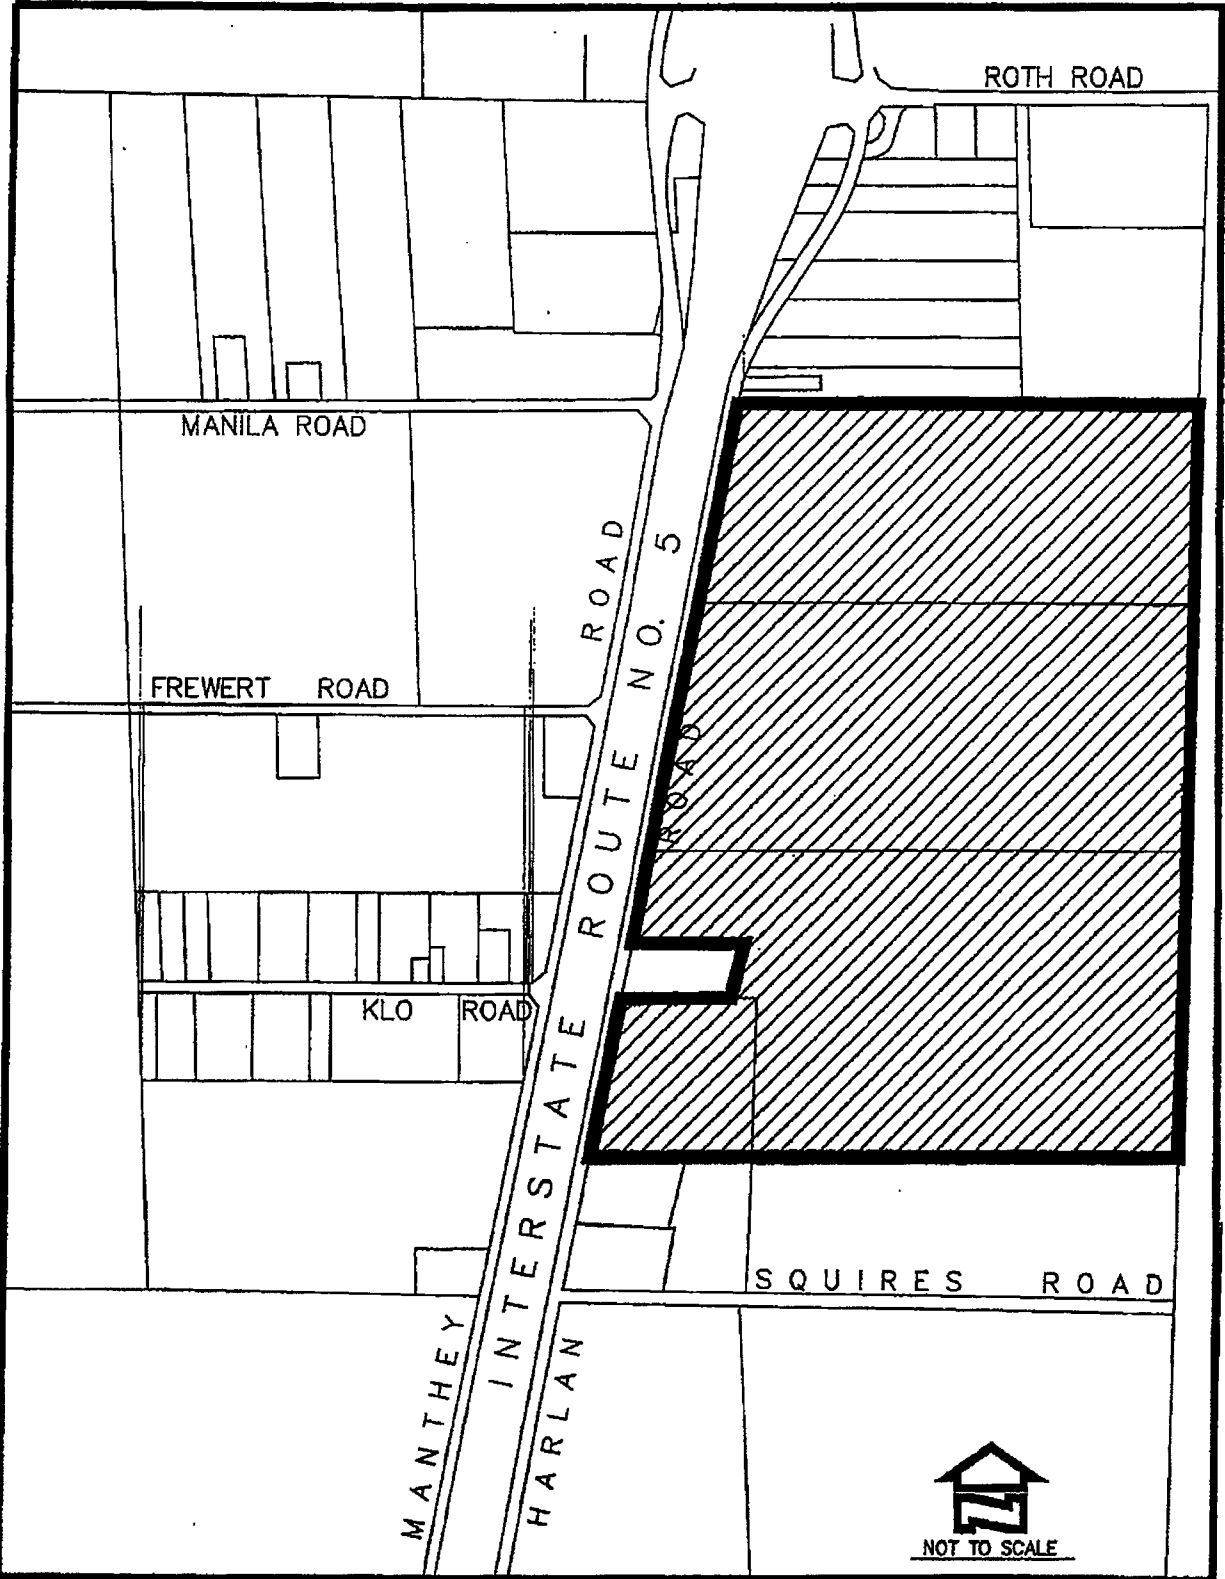 ROTH ROAD
MANILA ROAD
ROAD
INTERSTATE ROUTE NO. 5
FREWERT ROAD
ROAD
KLO ROAD
SQUIRES ROAD
MANTHEY
HARLAN
N
NOT TO SCALE